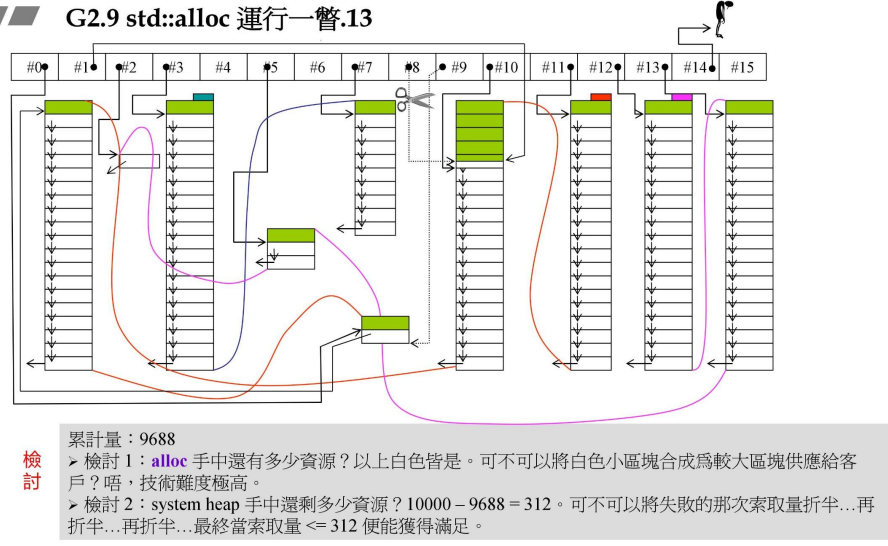 G2.9 std::alloc 運行一瞥.13
#0 #1 #2 #3 #4 #5 #6 #7 #8 #9 #10 #11 #12 #13 #14 #15
檢討
累計量：9688
➢ 檢討 1：alloc 手中還有多少資源？以上白色皆是。可不可以將白色小區塊合成爲較大區塊供應給客
戶？唔，技術難度極高。
➢ 檢討 2：system heap 手中還剩多少資源？10000 – 9688 = 312。可不可以將失敗的那次索取量折半…再
折半…再折半…最終當索取量 <= 312 便能獲得滿足。